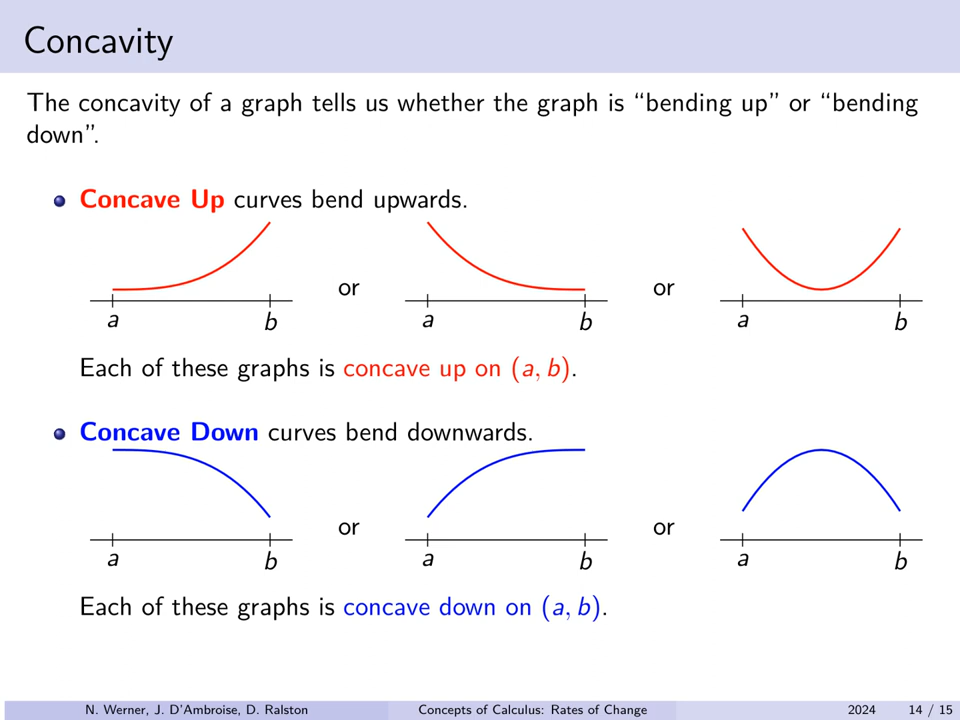 Concavity
The concavity of a graph tells us whether the graph is “bending up” or “bending
down”.
Concave Up curves bend upwards.
or
or
a
b
a
b
a
b
Each of these graphs is concave up on (a, b).
Concave Down curves bend downwards.
or
or
a
b
a
b
a
b
Each of these graphs is concave down on (a, b).
N. Werner, J. D’Ambroise, D. Ralston
Concepts of Calculus: Rates of Change
2024
14 / 15